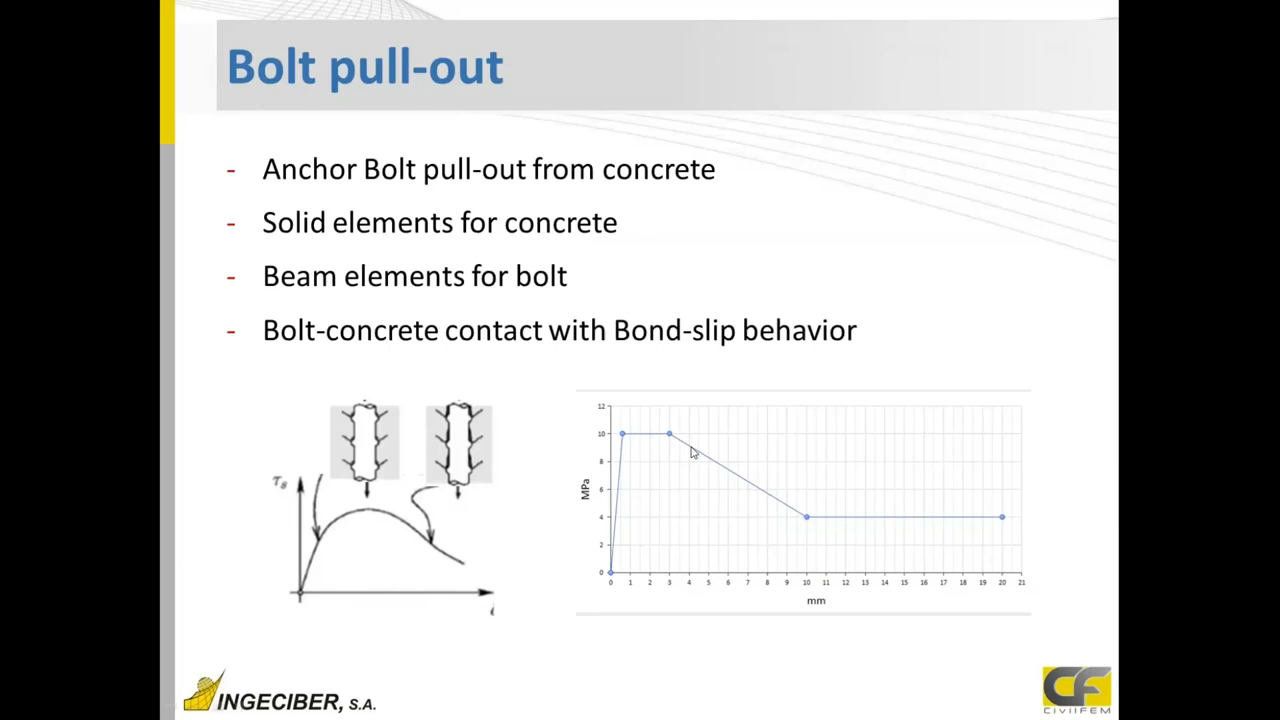 Bolt pull-out
- Anchor Bolt pull-out from concrete
- Solid elements for concrete
- Beam elements for bolt
- Bolt-concrete contact with Bond-slip behavior
τ_B
12
10
8
6
4
2
0
MPa
0 1 2 3 4 5 6 7 8 9 10 11 12 13 14 15 16 17 18 19 20 21
mm
INGECIBER, S.A.
CF
CIVILFEM